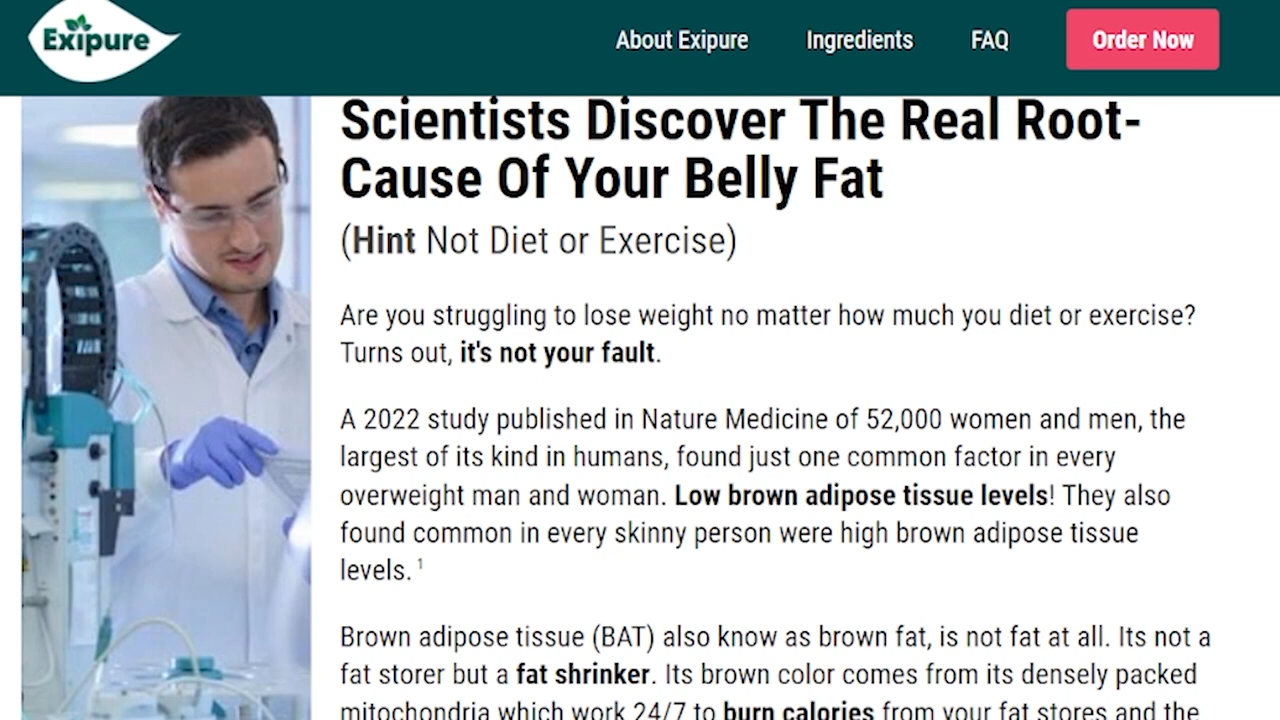 Exipure
About Exipure
Ingredients
FAQ
Order Now
Scientists Discover The Real Root-
Cause Of Your Belly Fat
(Hint Not Diet or Exercise)
Are you struggling to lose weight no matter how much you diet or exercise?
Turns out, it's not your fault.
A 2022 study published in Nature Medicine of 52,000 women and men, the
largest of its kind in humans, found just one common factor in every
overweight man and woman. Low brown adipose tissue levels! They also
found common in every skinny person were high brown adipose tissue
levels. 1
Brown adipose tissue (BAT) also know as brown fat, is not fat at all. Its not a
fat storer but a fat shrinker. Its brown color comes from its densely packed
mitochondria which work 24/7 to burn calories from your fat stores and the